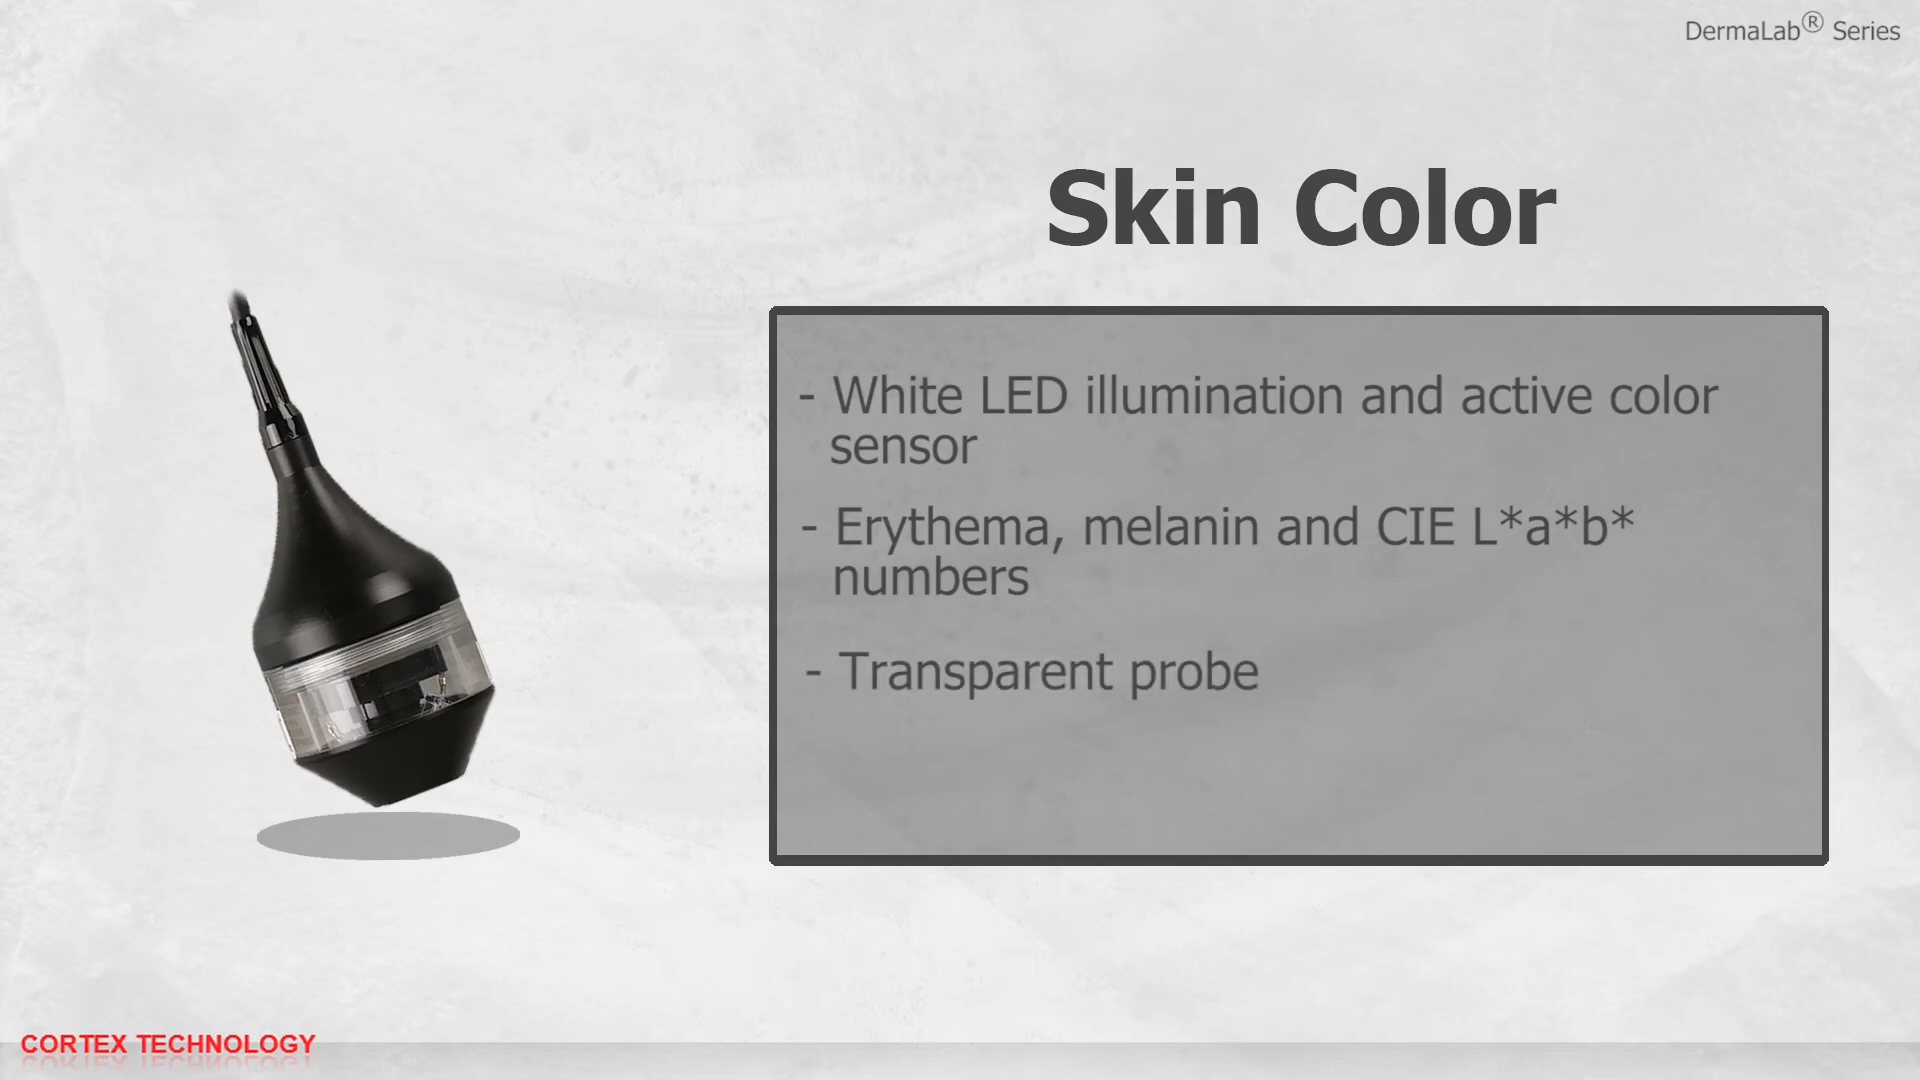 DermaLab® Series
Skin Color
- White LED illumination and active color
sensor
- Erythema, melanin and CIE L*a*b*
numbers
- Transparent probe
CORTEX TECHNOLOGY